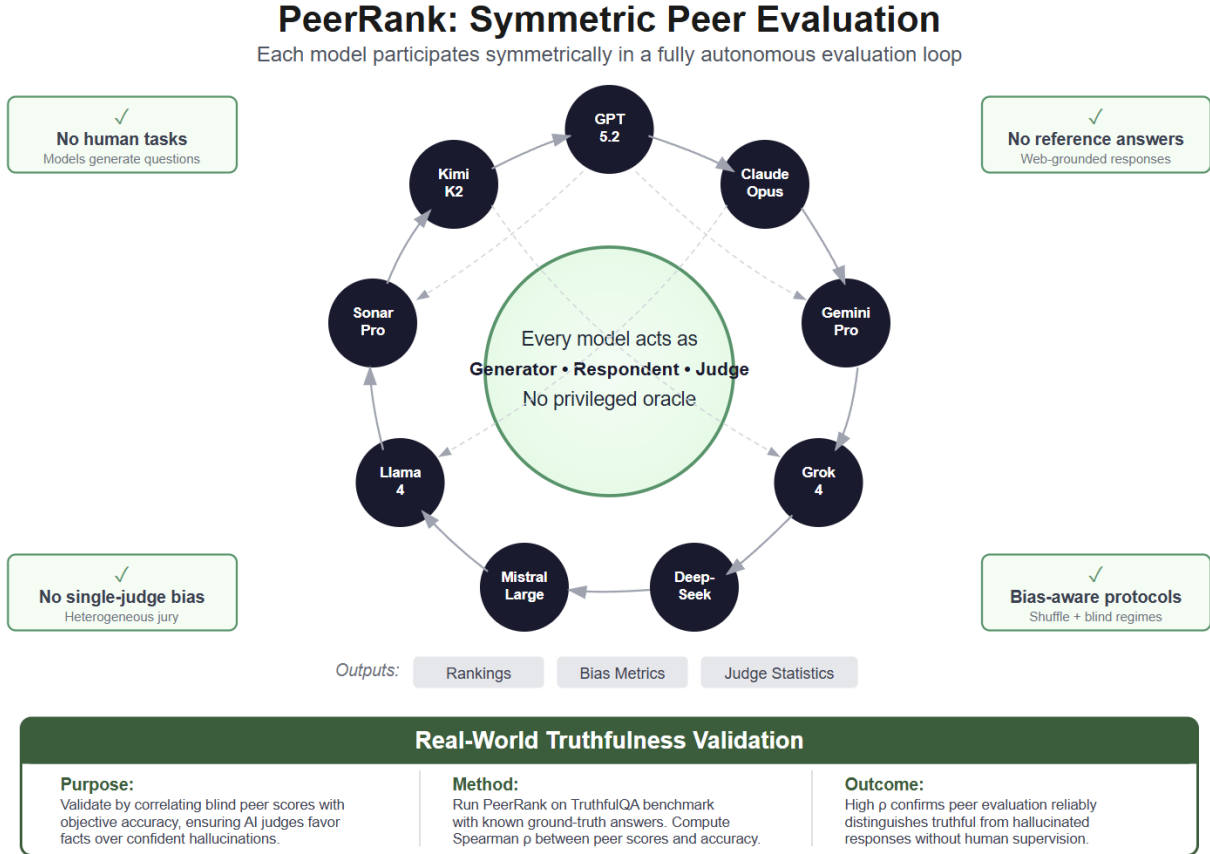 PeerRank: Symmetric Peer Evaluation
Each model participates symmetrically in a fully autonomous evaluation loop
✓
No human tasks
Models generate questions
✓
No reference answers
Web-grounded responses
GPT
5.2
Kimi
K2
Claude
Opus
Sonar
Pro
Gemini
Pro
Every model acts as
Generator • Respondent • Judge
No privileged oracle
Llama
4
Grok
4
Mistral
Large
Deep-
Seek
✓
No single-judge bias
Heterogeneous jury
✓
Bias-aware protocols
Shuffle + blind regimes
Outputs:
Rankings
Bias Metrics
Judge Statistics
Real-World Truthfulness Validation
Purpose:
Validate by correlating blind peer scores with
objective accuracy, ensuring AI judges favor
facts over confident hallucinations.
Method:
Run PeerRank on TruthfulQA benchmark
with known ground-truth answers. Compute
Spearman ρ between peer scores and accuracy.
Outcome:
High ρ confirms peer evaluation reliably
distinguishes truthful from hallucinated
responses without human supervision.